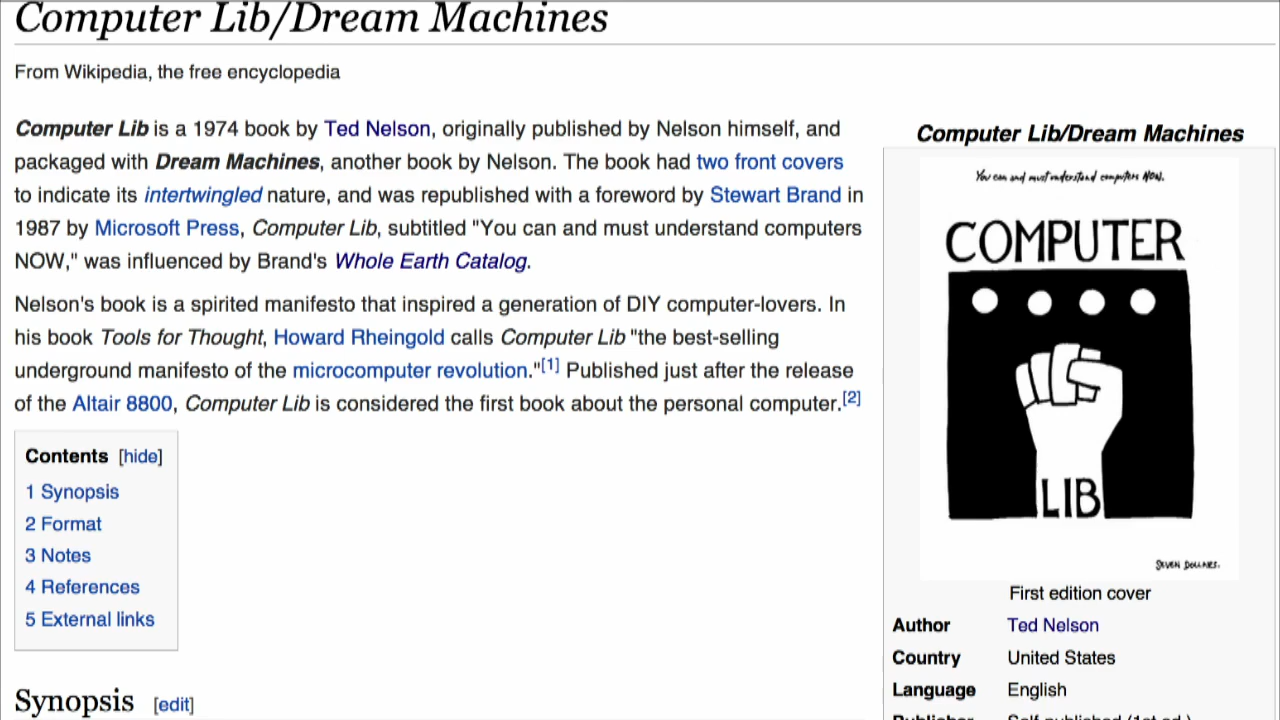 Computer Lib/Dream Machines
From Wikipedia, the free encyclopedia
Computer Lib is a 1974 book by Ted Nelson, originally published by Nelson himself, and
packaged with Dream Machines, another book by Nelson. The book had two front covers
to indicate its intertwingled nature, and was republished with a foreword by Stewart Brand in
1987 by Microsoft Press, Computer Lib, subtitled "You can and must understand computers
NOW," was influenced by Brand's Whole Earth Catalog.
Nelson's book is a spirited manifesto that inspired a generation of DIY computer-lovers. In
his book Tools for Thought, Howard Rheingold calls Computer Lib "the best-selling
underground manifesto of the microcomputer revolution."[1] Published just after the release
of the Altair 8800, Computer Lib is considered the first book about the personal computer.[2]
Contents [hide]
1 Synopsis
2 Format
3 Notes
4 References
5 External links
Synopsis [edit]
Computer Lib/Dream Machines
You can and must understand computers NOW.
COMPUTER
LIB
SEVEN DOLLARS.
First edition cover
Author Ted Nelson
Country United States
Language English
Publisher Self-published (1st ed.)